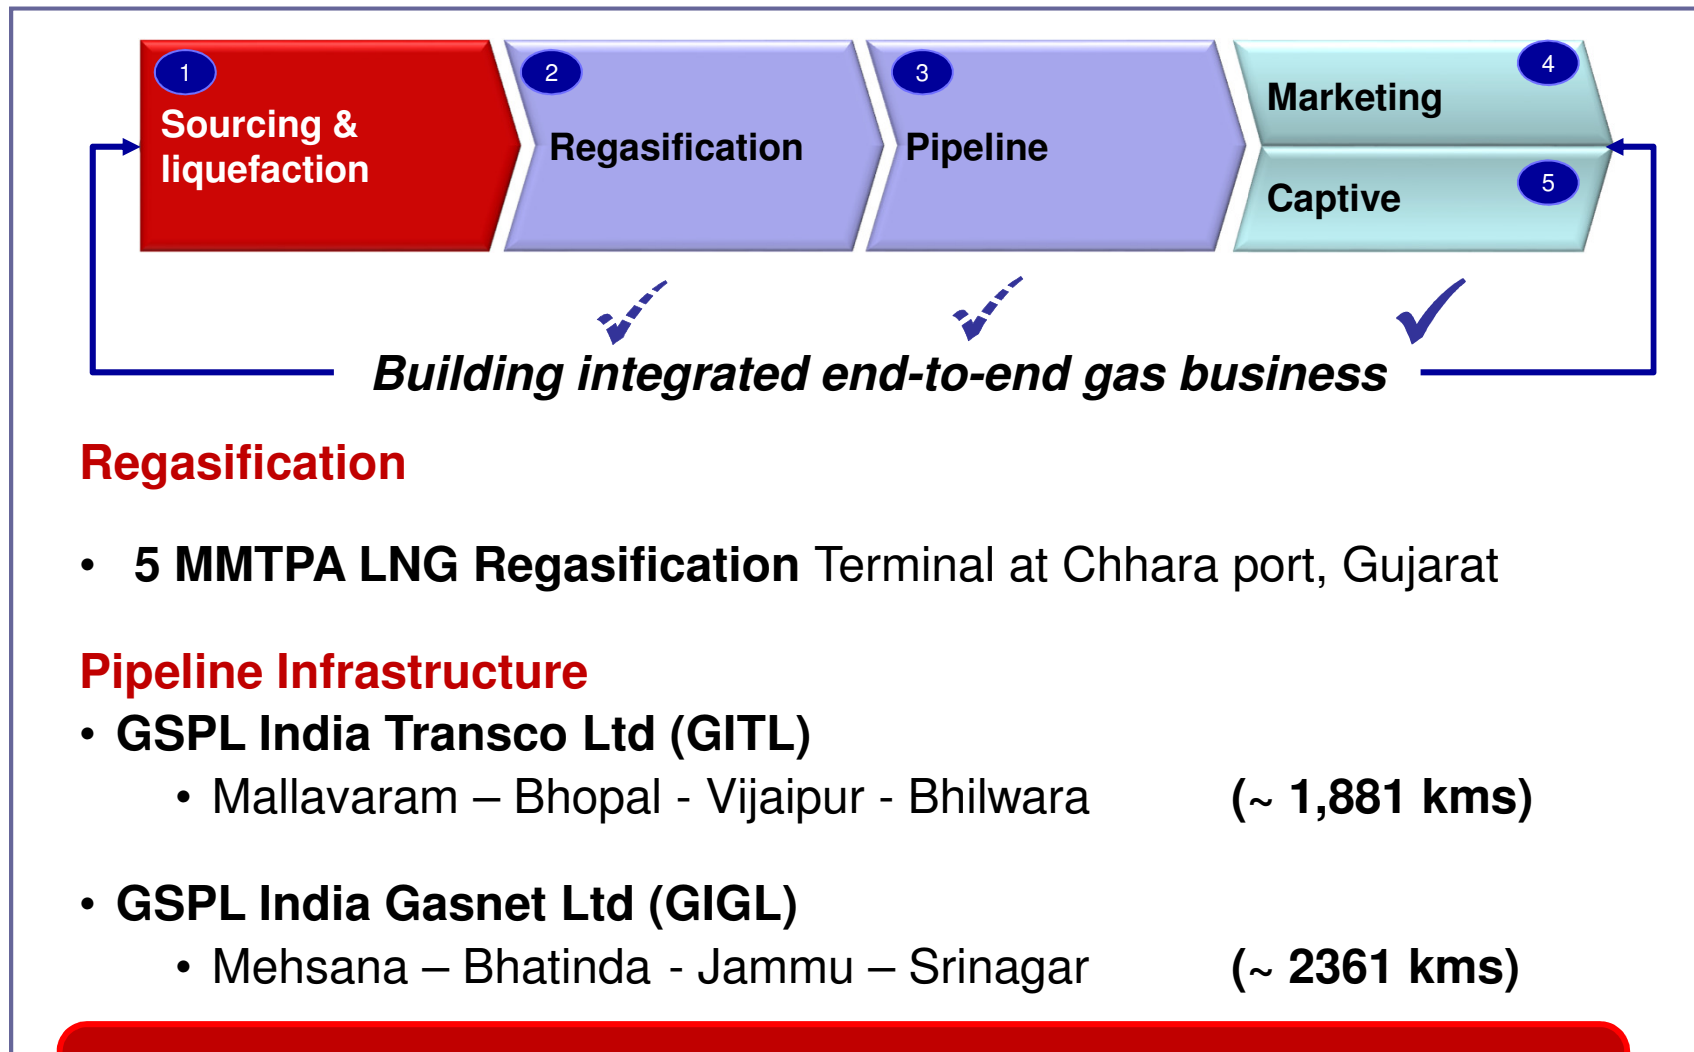 1
Sourcing &
liquefaction
2
Regasification
3
Pipeline
4
Marketing
5
Captive
Building integrated end-to-end gas business
Regasification
• 5 MMTPA LNG Regasification Terminal at Chhara port, Gujarat
Pipeline Infrastructure
• GSPL India Transco Ltd (GITL)
• Mallavaram – Bhopal - Vijaipur - Bhilwara (~ 1,881 kms)
• GSPL India Gasnet Ltd (GIGL)
• Mehsana – Bhatinda - Jammu – Srinagar (~ 2361 kms)